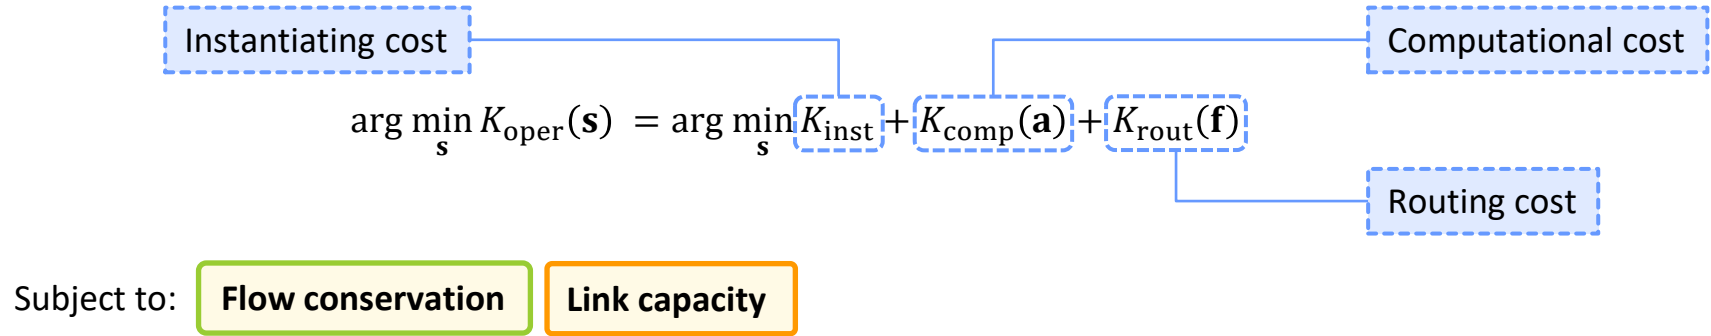 Instantiating cost
Computational cost
arg min K_oper(𝐬) = arg min K_inst + K_comp(𝐚) + K_rout(𝐟)
𝐬 𝐬
Routing cost
Subject to: Flow conservation Link capacity